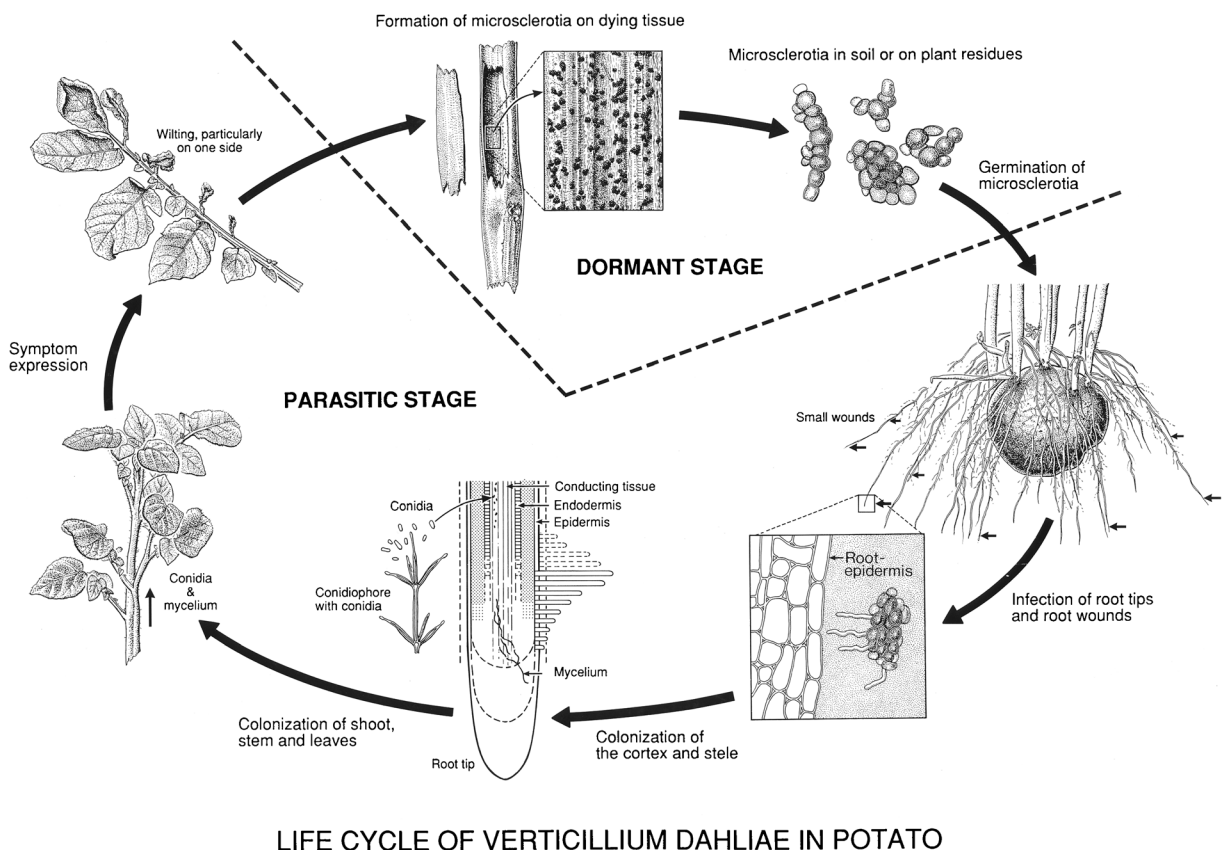 Formation of microsclerotia on dying tissue
Microsclerotia in soil or on plant residues
Wilting, particularly
on one side
Germination of
microsclerotia
DORMANT STAGE
Symptom
expression
PARASITIC STAGE
Small wounds
Conducting tissue
Conidia
Endodermis
Epidermis
Root-
epidermis
Conidia
&
mycelium
Conidiophore
with conidia
Infection of root tips
and root wounds
Mycelium
Colonization of shoot,
stem and leaves
Colonization of
the cortex and stele
Root tip
LIFE CYCLE OF VERTICILLIUM DAHLIAE IN POTATO